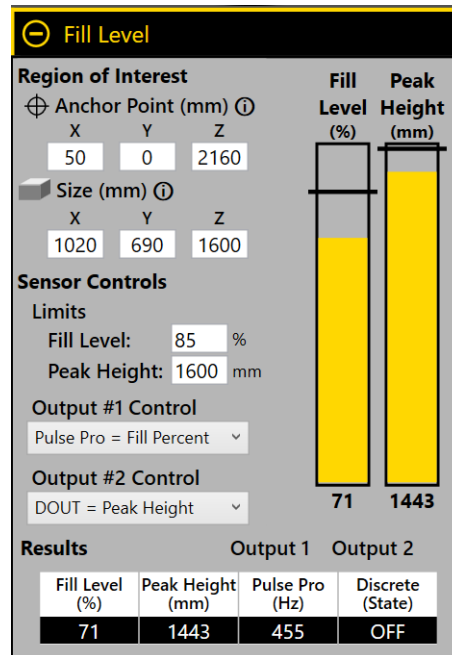 Fill Level
Region of Interest
Anchor Point (mm)
X Y Z
50 0 2160
Size (mm)
X Y Z
1020 690 1600
Sensor Controls
Limits
Fill Level: 85 %
Peak Height: 1600 mm
Output #1 Control
Pulse Pro = Fill Percent
Output #2 Control
DOUT = Peak Height
Fill Peak
Level Height
(%) (mm)
71 1443
Results Output 1 Output 2
Fill Level Peak Height Pulse Pro Discrete
(%) (mm) (Hz) (State)
71 1443 455 OFF